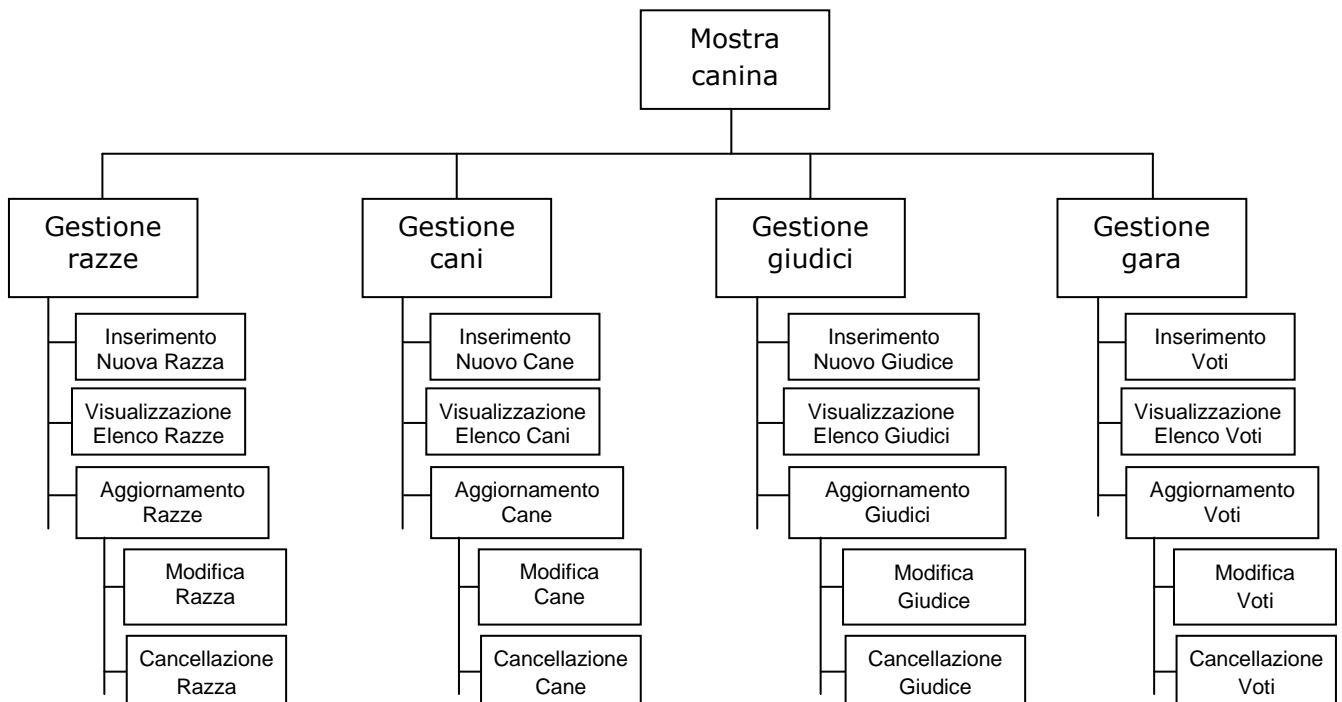 Mostra
canina
Gestione
razze
Gestione
cani
Gestione
giudici
Gestione
gara
Inserimento
Nuova Razza
Inserimento
Nuovo Cane
Inserimento
Nuovo Giudice
Inserimento
Voti
Visualizzazione
Elenco Razze
Visualizzazione
Elenco Cani
Visualizzazione
Elenco Giudici
Visualizzazione
Elenco Voti
Aggiornamento
Razze
Aggiornamento
Cane
Aggiornamento
Giudici
Aggiornamento
Voti
Modifica
Razza
Modifica
Cane
Modifica
Giudice
Modifica
Voti
Cancellazione
Razza
Cancellazione
Cane
Cancellazione
Giudice
Cancellazione
Voti